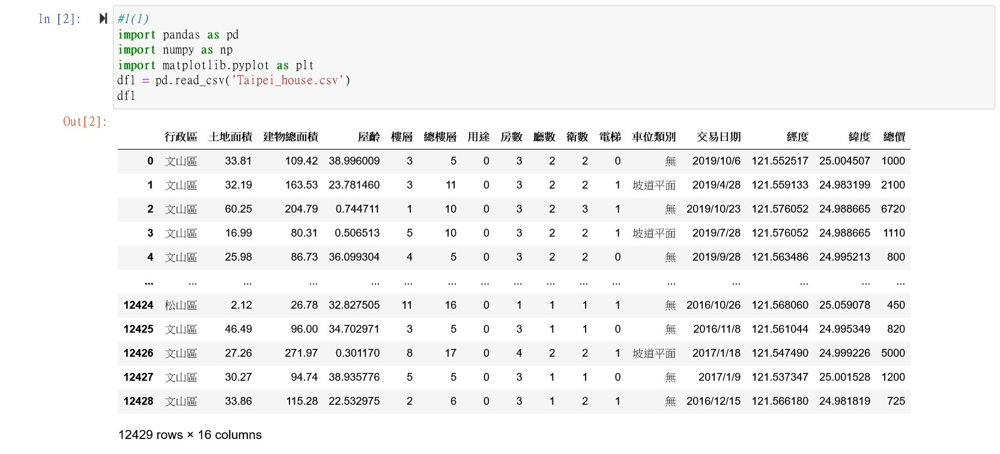 In [2]:
#1(1)
import pandas as pd
import numpy as np
import matplotlib.pyplot as plt
df1 = pd.read_csv('Taipei_house.csv')
df1
Out[2]:
行政區 土地面積 建物總面積 屋齡 樓層 總樓層 用途 房數 廳數 衛數 電梯 車位類別 交易日期 經度 緯度 總價
0 文山區 33.81 109.42 38.996009 3 5 0 3 2 2 0 無 2019/10/6 121.552517 25.004507 1000
1 文山區 32.19 163.53 23.781460 3 11 0 3 2 2 1 坡道平面 2019/4/28 121.559133 24.983199 2100
2 文山區 60.25 204.79 0.744711 1 10 0 3 2 3 1 無 2019/10/23 121.576052 24.988665 6720
3 文山區 16.99 80.31 0.506513 5 10 0 3 2 2 1 坡道平面 2019/7/28 121.576052 24.988665 1110
4 文山區 25.98 86.73 36.099304 4 5 0 3 2 2 0 無 2019/9/28 121.563486 24.995213 800
... ... ... ... ... ... ... ... ... ... ... ... ... ... ... ... ...
12424 松山區 2.12 26.78 32.827505 11 16 0 1 1 1 1 無 2016/10/26 121.568060 25.059078 450
12425 文山區 46.49 96.00 34.702971 3 5 0 3 1 1 0 無 2016/11/8 121.561044 24.995349 820
12426 文山區 27.26 271.97 0.301170 8 17 0 4 2 2 1 坡道平面 2017/1/18 121.547490 24.999226 5000
12427 文山區 30.27 94.74 38.935776 5 5 0 3 1 1 0 無 2017/1/9 121.537347 25.001528 1200
12428 文山區 33.86 115.28 22.532975 2 6 0 3 1 2 1 無 2016/12/15 121.566180 24.981819 725
12429 rows × 16 columns